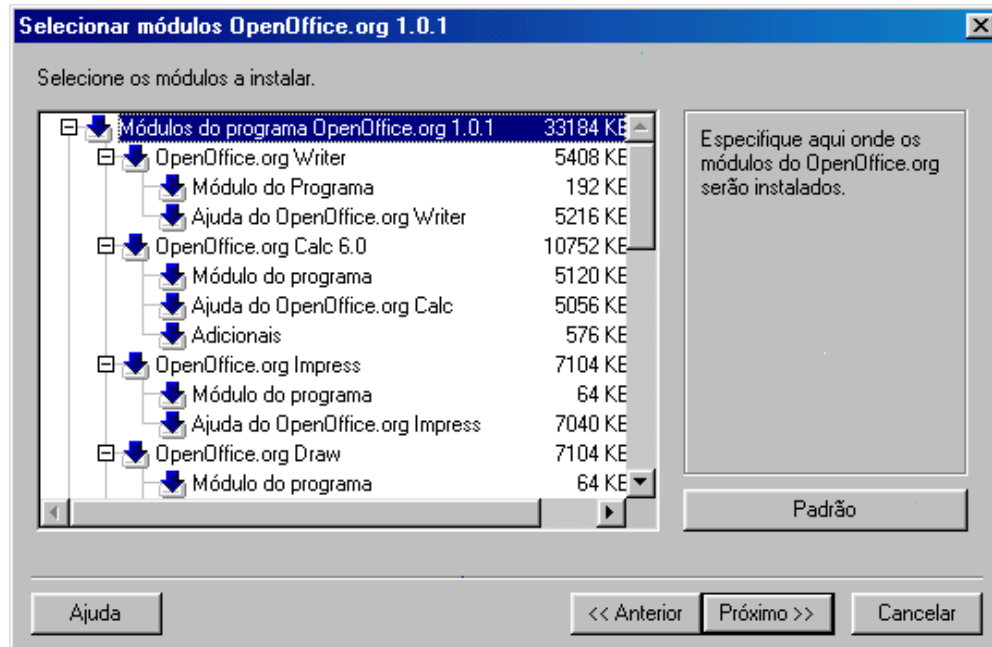 Selecionar módulos OpenOffice.org 1.0.1
Selecione os módulos a instalar.
Módulos do programa OpenOffice.org 1.0.1 33184 KB
OpenOffice.org Writer 5408 KB
Módulo do Programa 192 KB
Ajuda do OpenOffice.org Writer 5216 KB
OpenOffice.org Calc 6.0 10752 KB
Módulo do programa 5120 KB
Ajuda do OpenOffice.org Calc 5056 KB
Adicionais 576 KB
OpenOffice.org Impress 7104 KB
Módulo do programa 64 KB
Ajuda do OpenOffice.org Impress 7040 KB
OpenOffice.org Draw 7104 KB
Módulo do programa 64 KB
Especifique aqui onde os
módulos do OpenOffice.org
serão instalados.
Padrão
Ajuda
<< Anterior
Próximo >>
Cancelar